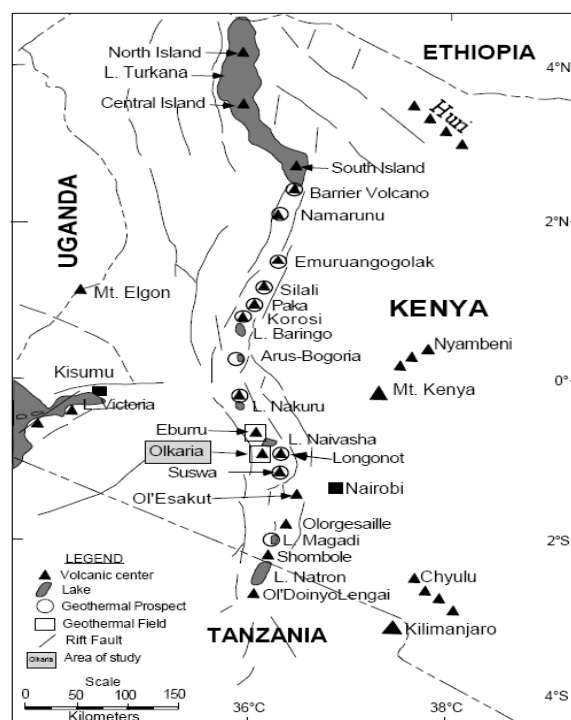 North Island
L. Turkana
Central Island
ETHIOPIA
4°N
Huri
South Island
Barrier Volcano
Namarunu
2°N
UGANDA
Emuruangogolak
Mt. Elgon
Silali
Paka
Korosi
KENYA
L. Baringo
Nyambeni
Arus-Bogoria
0°
Kisumu
Mt. Kenya
L. Victoria
L. Nakuru
Eburru
L. Naivasha
Olkaria
Longonot
Suswa
Nairobi
Ol'Esakut
Olorgesaille
L. Magadi
2°S
Shombole
L. Natron
Chyulu
Ol'DoinyoLengai
TANZANIA
Kilimanjaro
4°S
LEGEND
Volcanic center
Lake
Geothermal Prospect
Geothermal Field
Rift Fault
Olkaria Area of study
Scale
0 50 100 150
Kilometers
36°C
38°C